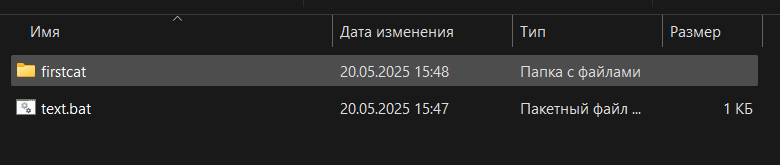 Имя Дата изменения Тип Размер
firstcat 20.05.2025 15:48 Папка с файлами
text.bat 20.05.2025 15:47 Пакетный файл ... 1 КБ